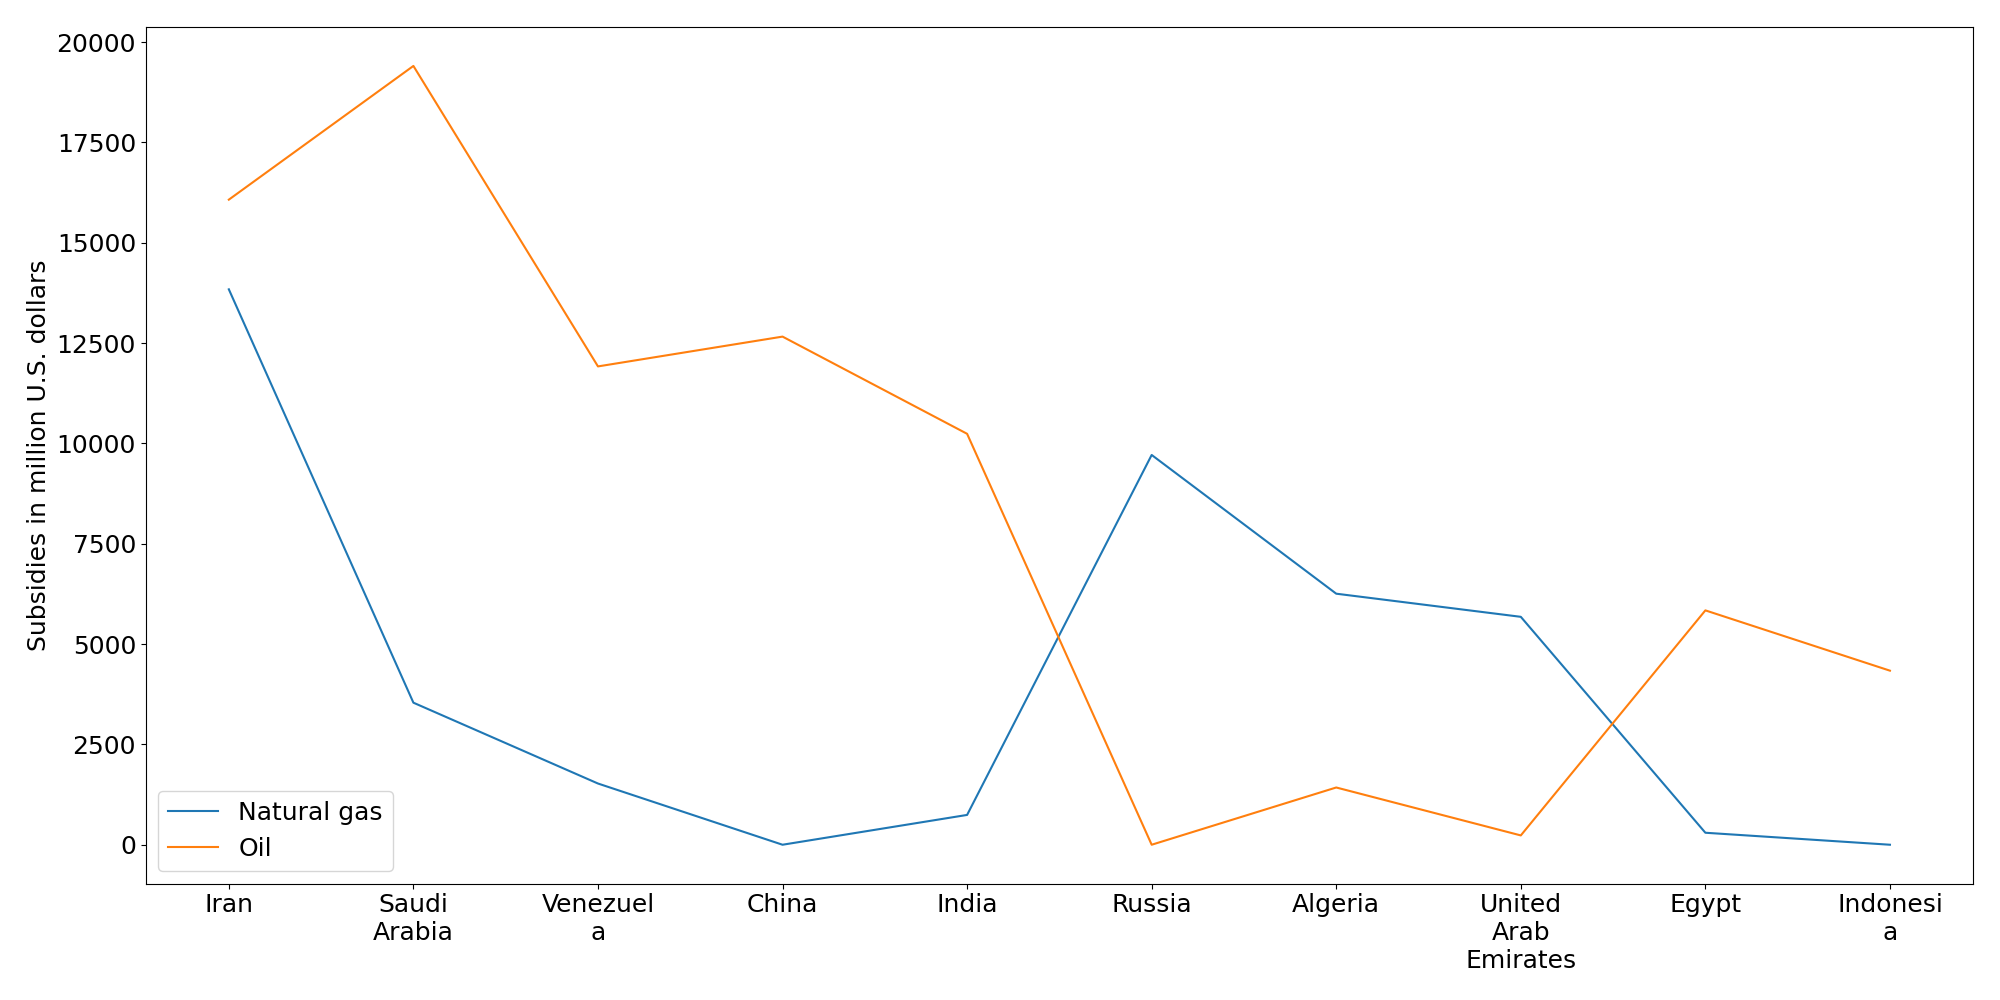 Subsidies in million U.S. dollars
20000
17500
15000
12500
10000
7500
5000
2500
0
Natural gas
Oil
Iran
Saudi
Arabia
Venezuel
a
China
India
Russia
Algeria
United
Arab
Emirates
Egypt
Indonesi
a